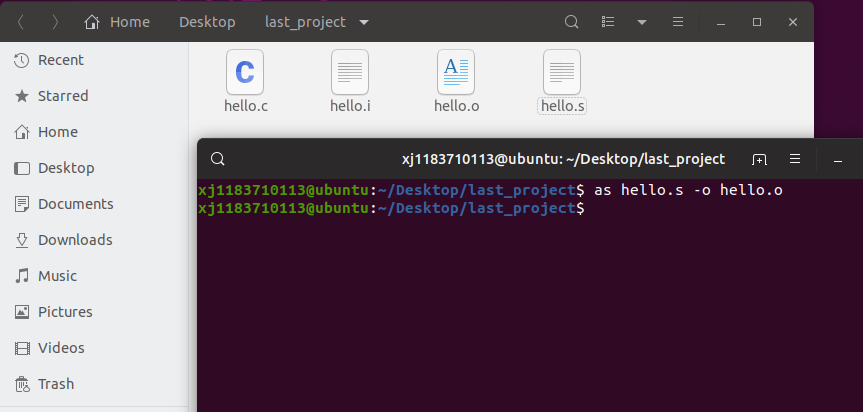 Home Desktop last_project
Recent
Starred
Home
Desktop
Documents
Downloads
Music
Pictures
Videos
Trash
hello.c hello.i hello.o hello.s
xj1183710113@ubuntu: ~/Desktop/last_project
xj1183710113@ubuntu:~/Desktop/last_project$ as hello.s -o hello.o
xj1183710113@ubuntu:~/Desktop/last_project$